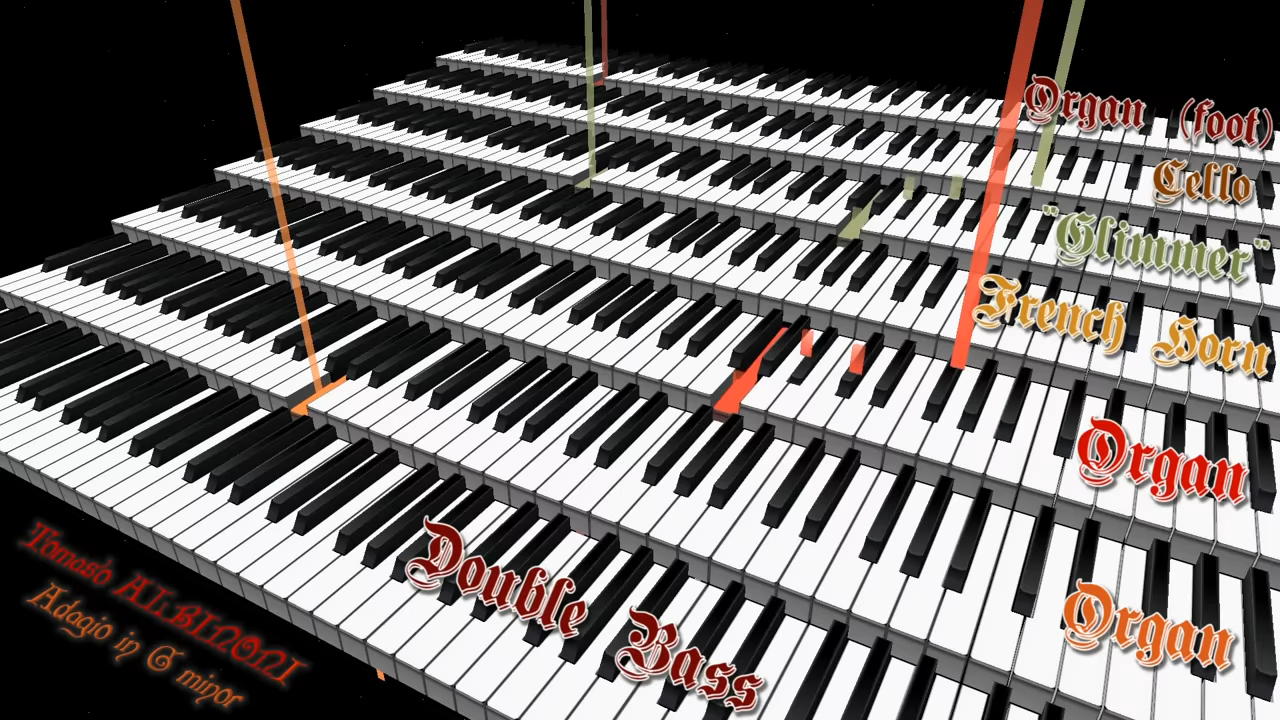 Organ (foot)
Cello
"Glimmer"
French Horn
Organ
Organ
Double Bass
Tomaso ALBINONI
Adagio in G minor